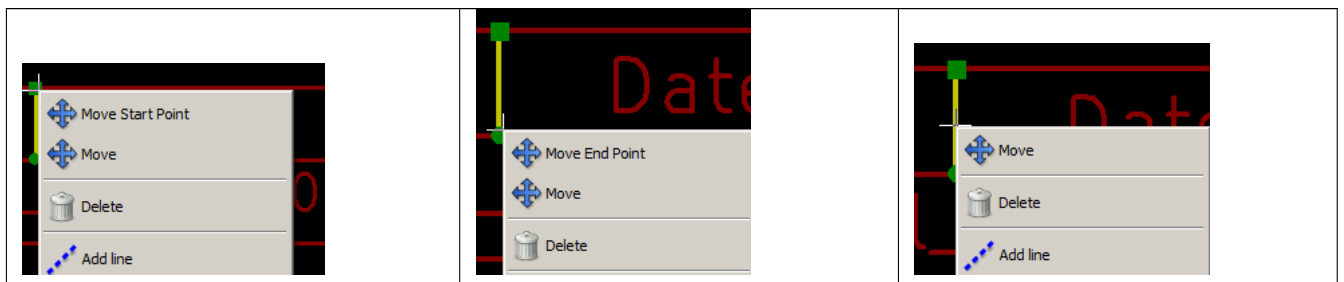 Move Start Point
Move
Delete
Add line
Date
Move End Point
Move
Delete
Move
Delete
Add line